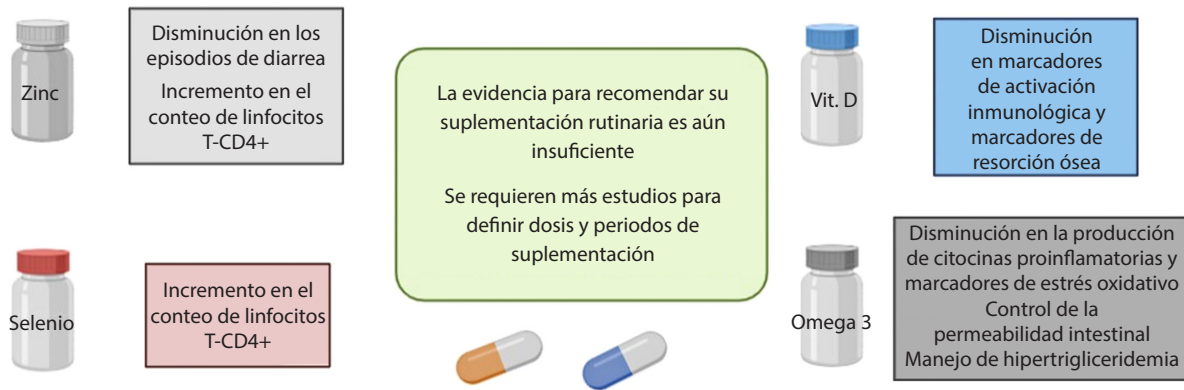 Zinc
Disminución en los
episodios de diarrea
Incremento en el
conteo de linfocitos
T-CD4+
Selenio
Incremento en el
conteo de linfocitos
T-CD4+
La evidencia para recomendar su
suplementación rutinaria es aún
insuficiente
Se requieren más estudios para
definir dosis y periodos de
suplementación
Vit. D
Disminución
en marcadores
de activación
inmunológica y
marcadores de
resorción ósea
Omega 3
Disminución en la producción
de citocinas proinflamatorias y
marcadores de estrés oxidativo
Control de la
permeabilidad intestinal
Manejo de hipertrigliceridemia